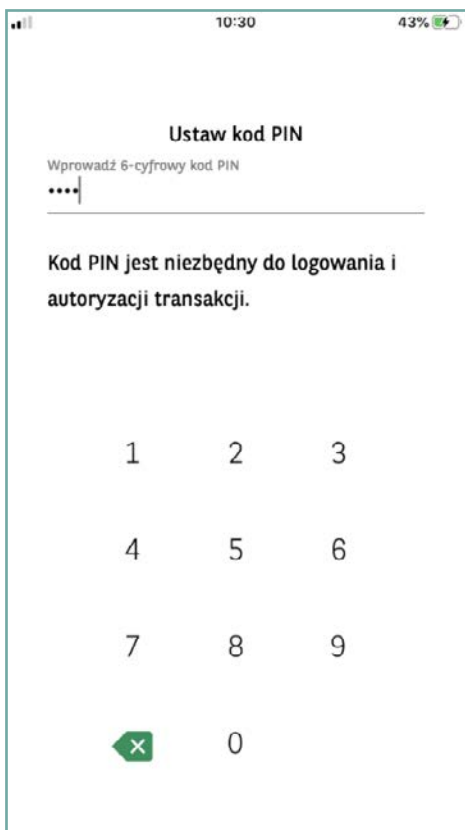 10:30 43%
Ustaw kod PIN
Wprowadź 6-cyfrowy kod PIN
••••
Kod PIN jest niezbędny do logowania i
autoryzacji transakcji.
1 2 3
4 5 6
7 8 9
0